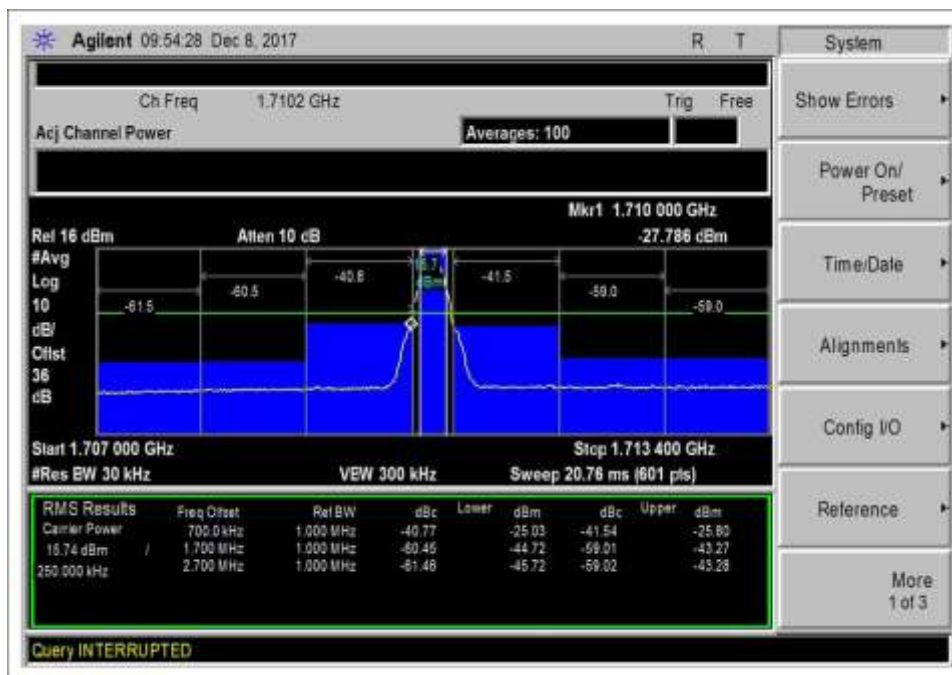 Agilent 09:54:28 Dec 8, 2017 R T System
Ch Freq 1.7102 GHz Trig Free
Show Errors
Acj Channel Power Averages: 100
Power On/
Preset
Mkr1 1.710 000 GHz
Rel 16 dBm Atten 10 dB -27.786 dBm
#Avg
Log
10
dB/
Offst
36
dB
-61.5 -60.5 -40.8 -41.5 -59.0 -59.0
dBm
Time/Date
Alignments
Config I/O
Start 1.707 000 GHz Stop 1.713 400 GHz
#Res BW 30 kHz VBW 300 kHz Sweep 20.76 ms (601 pts)
RMS Results Freq Offset Ref BW dBc Lower dBm dBc Upper dBm
Carrier Power 700.0 kHz 1.000 MHz -40.77 -25.03 -41.54 -25.80
15.74 dBm / 1.700 MHz 1.000 MHz -60.45 -44.72 -59.01 -43.27
250.000 kHz 2.700 MHz 1.000 MHz -61.46 -45.72 -59.02 -43.28
Reference
More
1 of 3
Query INTERRUPTED